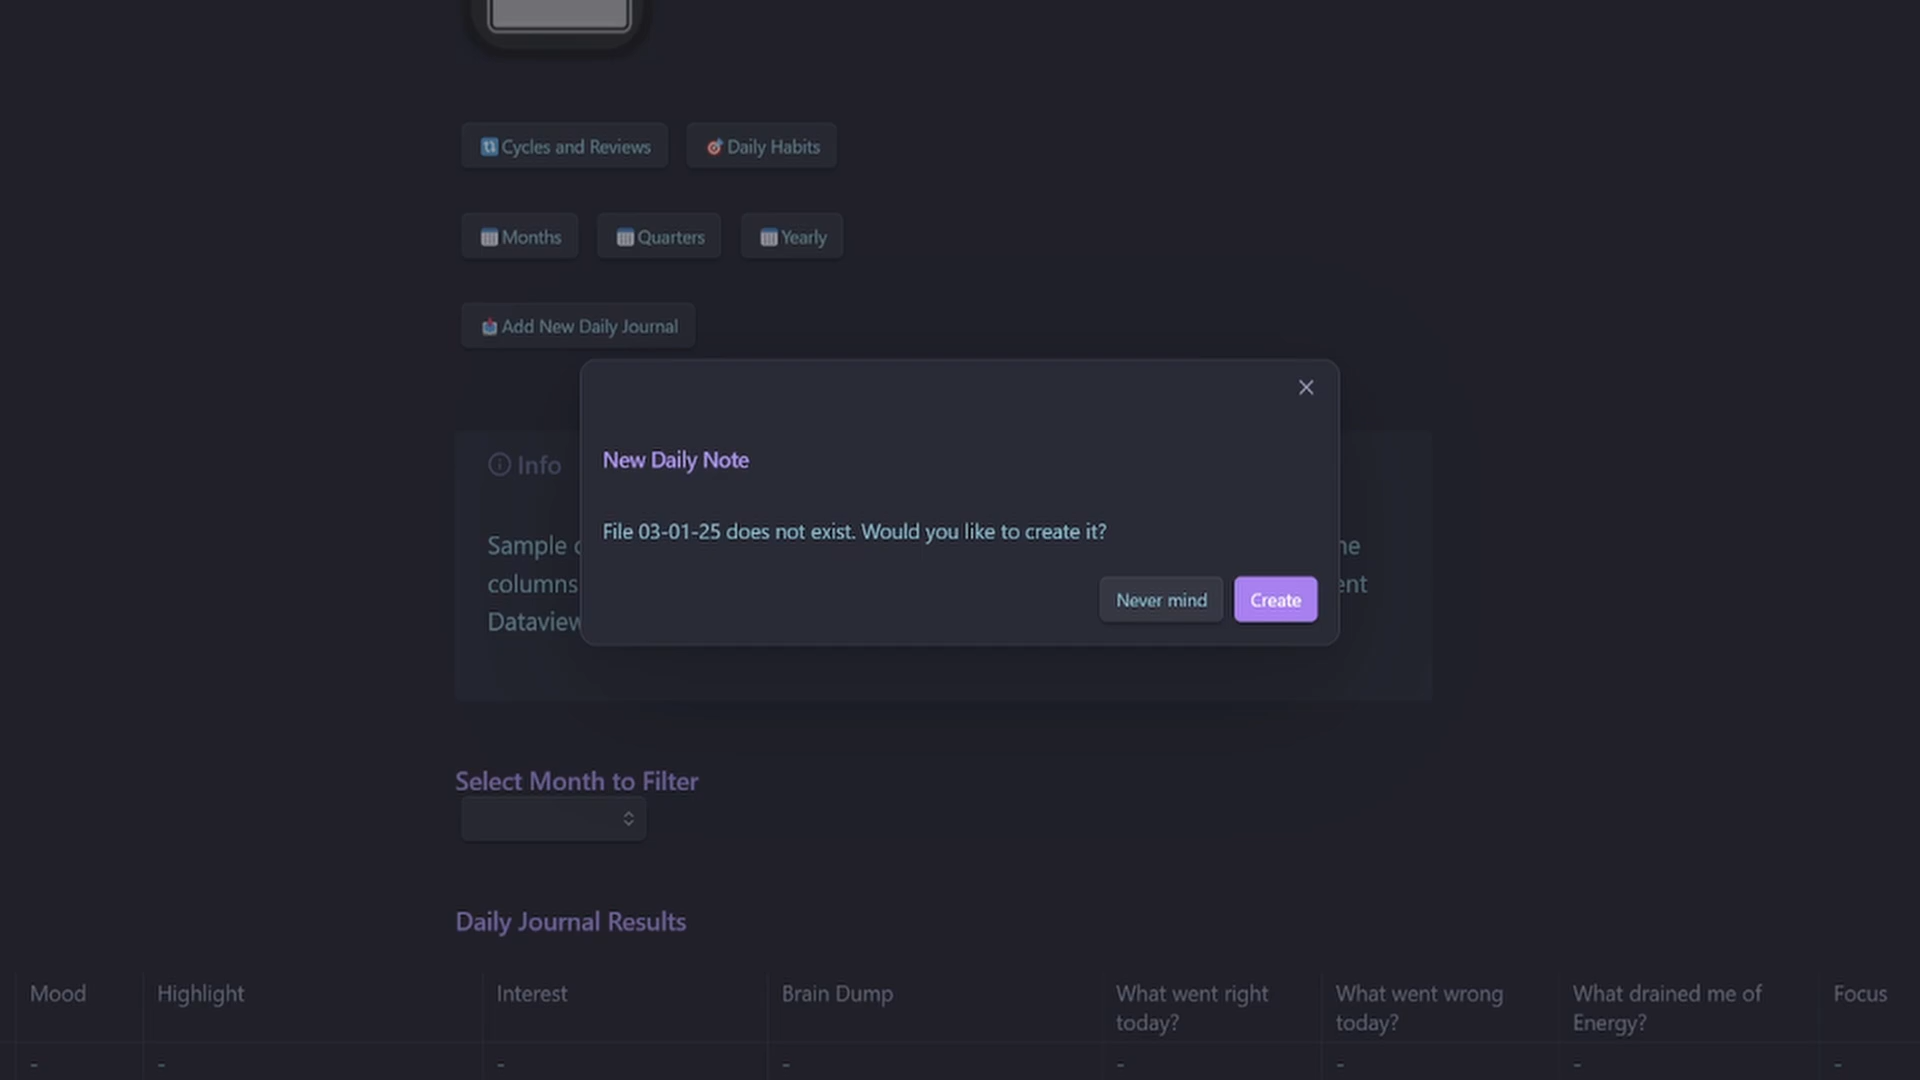 Cycles and Reviews
Daily Habits
Months
Quarters
Yearly
Add New Daily Journal
New Daily Note
File 03-01-25 does not exist. Would you like to create it?
Never mind
Create
Info
Sample
columns
Dataview
Select Month to Filter
Daily Journal Results
Mood
Highlight
Interest
Brain Dump
What went right
today?
What went wrong
today?
What drained me of
Energy?
Focus
- - - - - - - -